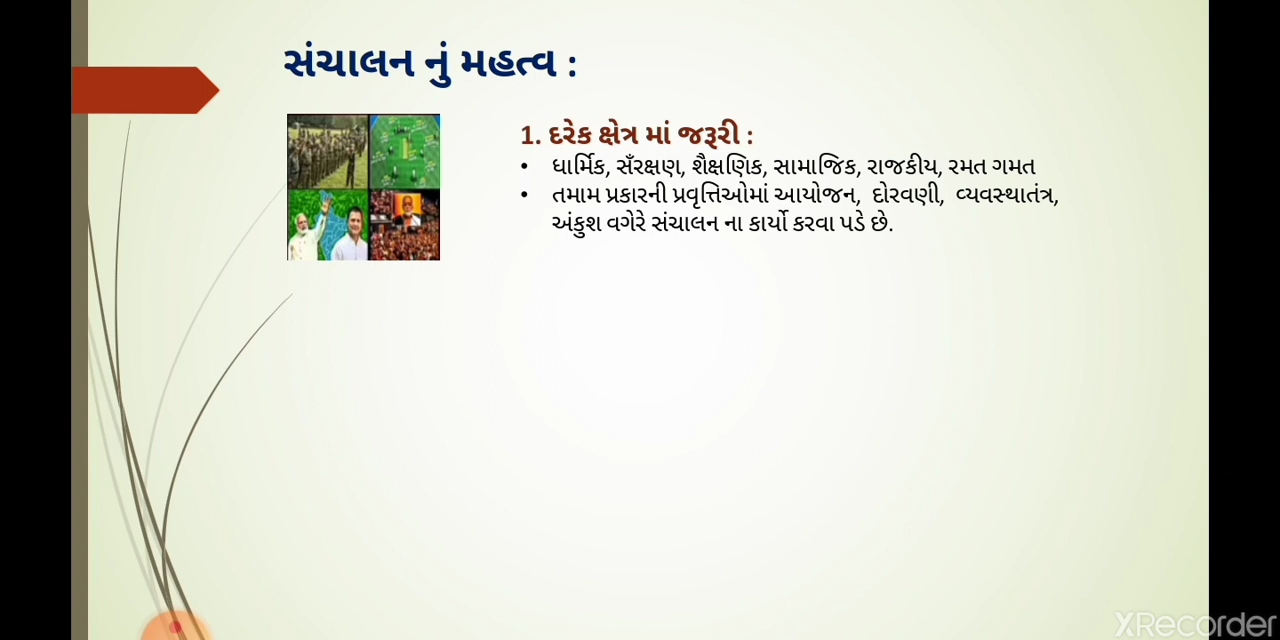 સંચાલન નું મહત્વ :
1. દરેક ક્ષેત્ર માં જરૂરી :
• ધાર્મિક, સઁરક્ષણ, શૈક્ષણિક, સામાજિક, રાજકીય, રમત ગમત
• તમામ પ્રકારની પ્રવૃત્તિઓમાં આયોજન, દોરવણી, વ્યવસ્થાતંત્ર,
અંકુશ વગેરે સંચાલન ના કાર્યો કરવા પડે છે.
XRecorder